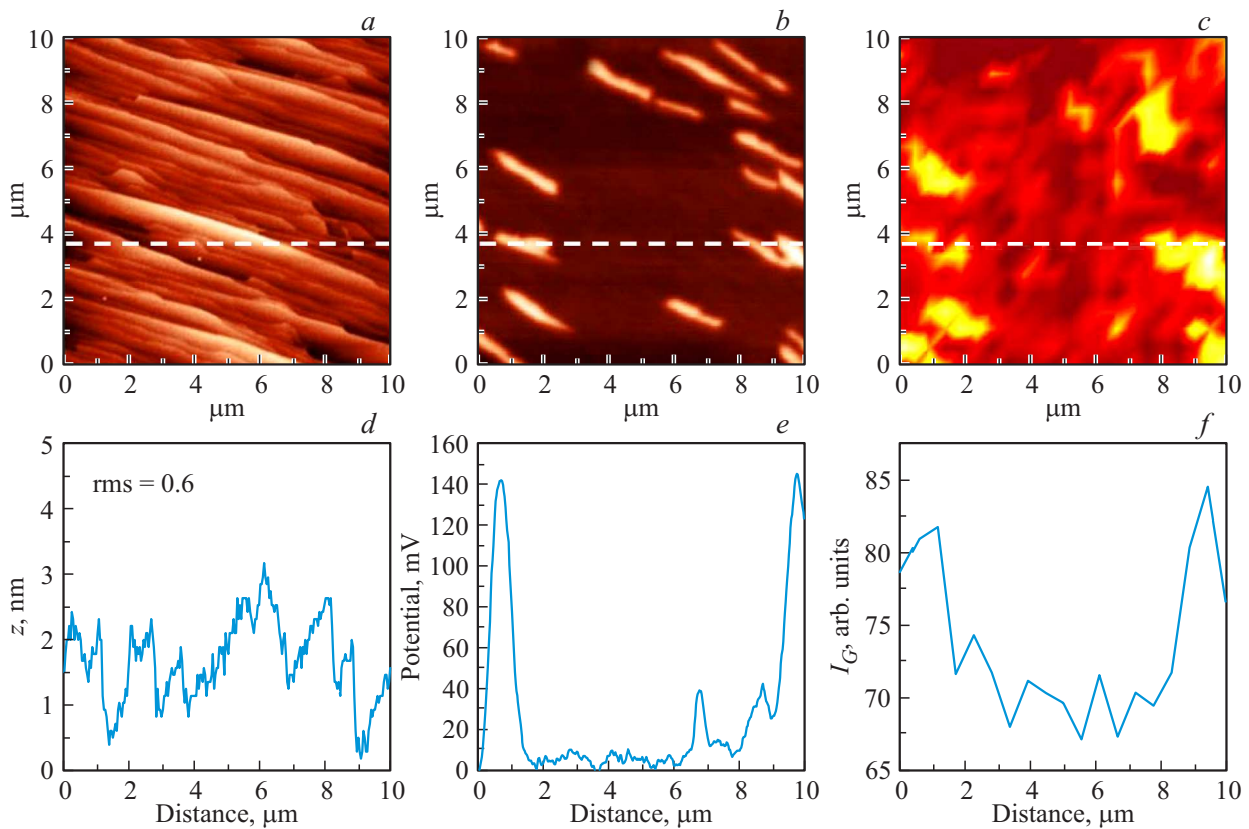 a
b
c
10
8
6
4
2
0
μm
0 2 4 6 8 10
μm
10
8
6
4
2
0
μm
0 2 4 6 8 10
μm
10
8
6
4
2
0
μm
0 2 4 6 8 10
μm
d
rms = 0.6
5
4
3
2
1
0
z, nm
0 2 4 6 8 10
Distance, μm
e
160
140
120
100
80
60
40
20
0
Potential, mV
0 2 4 6 8 10
Distance, μm
f
85
80
75
70
65
I_G, arb. units
0 2 4 6 8 10
Distance, μm